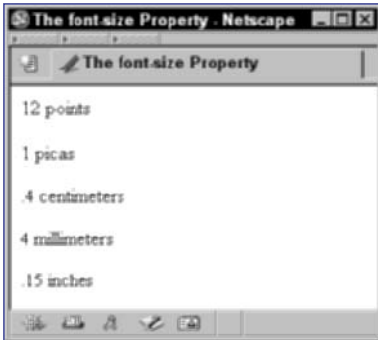 The font-size Property - Netscape
The font-size Property
12 points
1 picas
.4 centimeters
4 millimeters
.15 inches